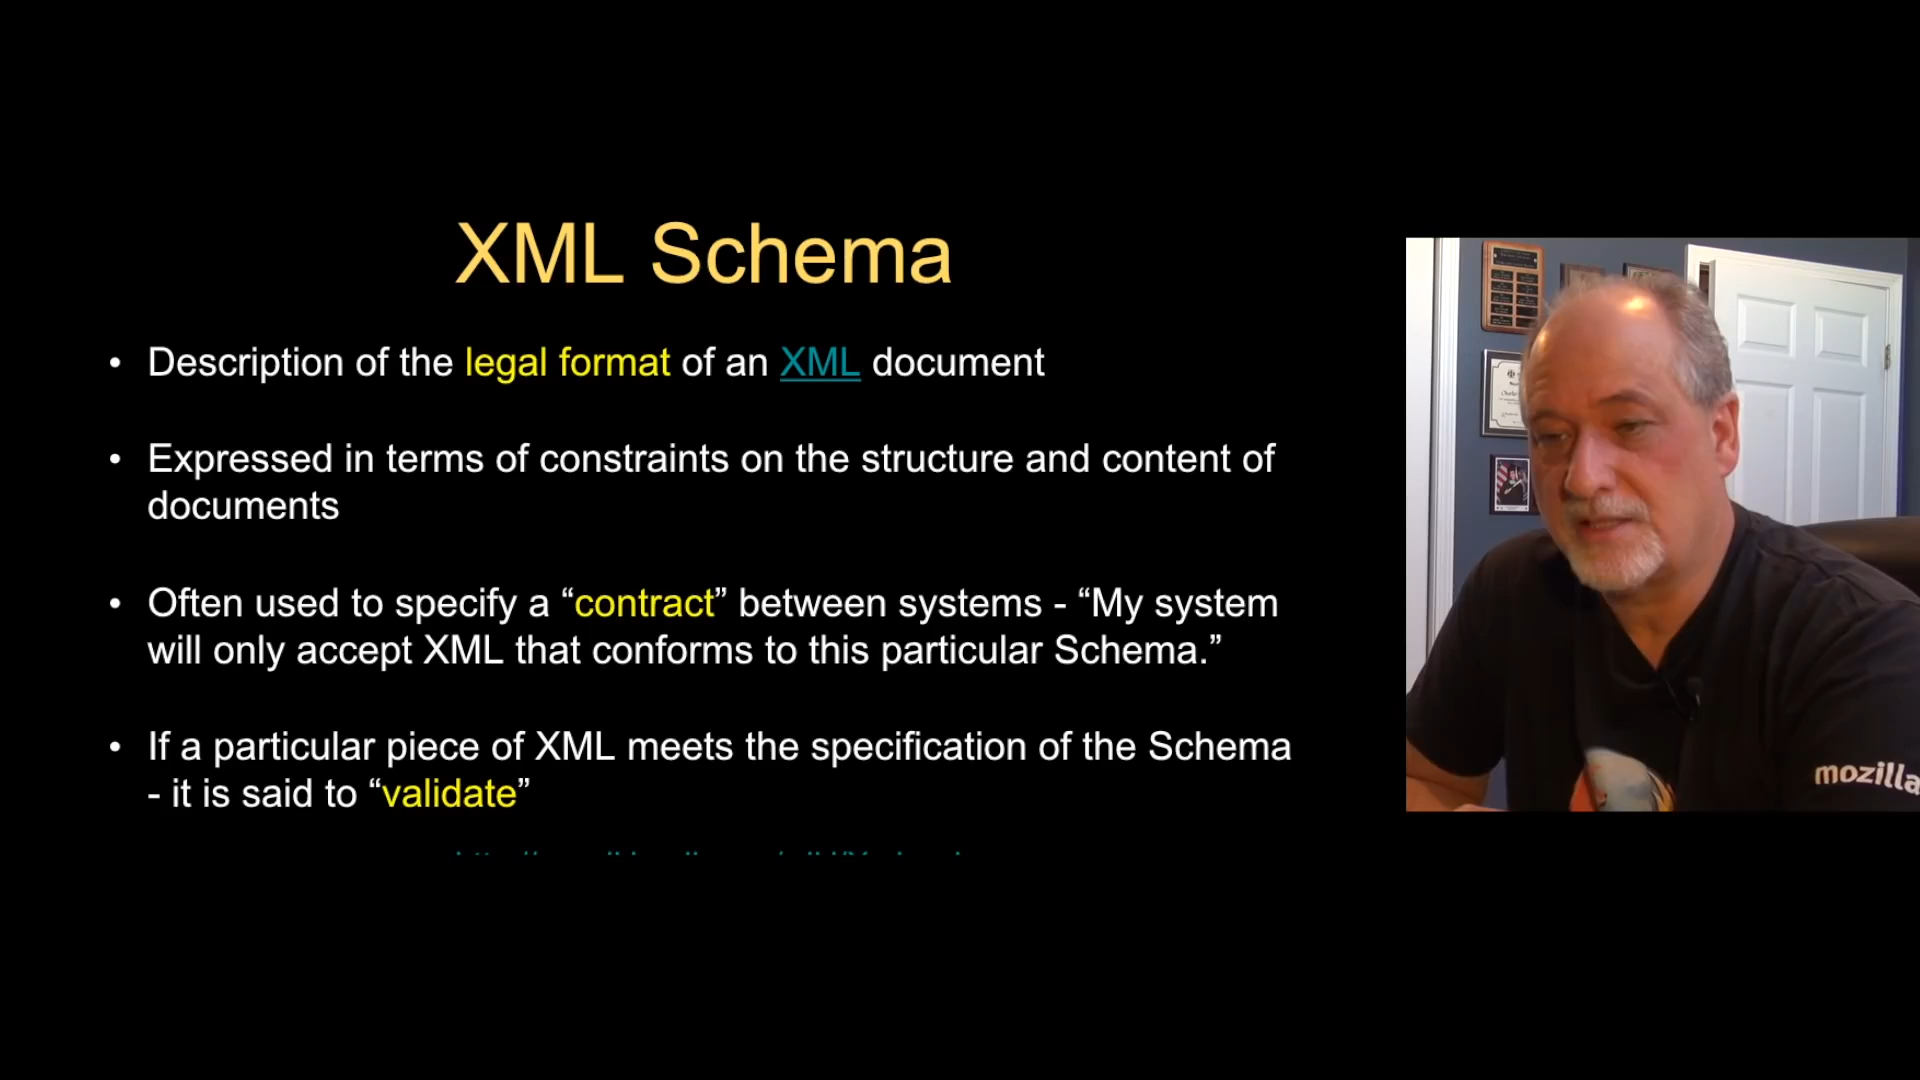 XML Schema
• Description of the legal format of an XML document
• Expressed in terms of constraints on the structure and content of
documents
• Often used to specify a “contract” between systems - “My system
will only accept XML that conforms to this particular Schema.”
• If a particular piece of XML meets the specification of the Schema
- it is said to “validate”
mozilla